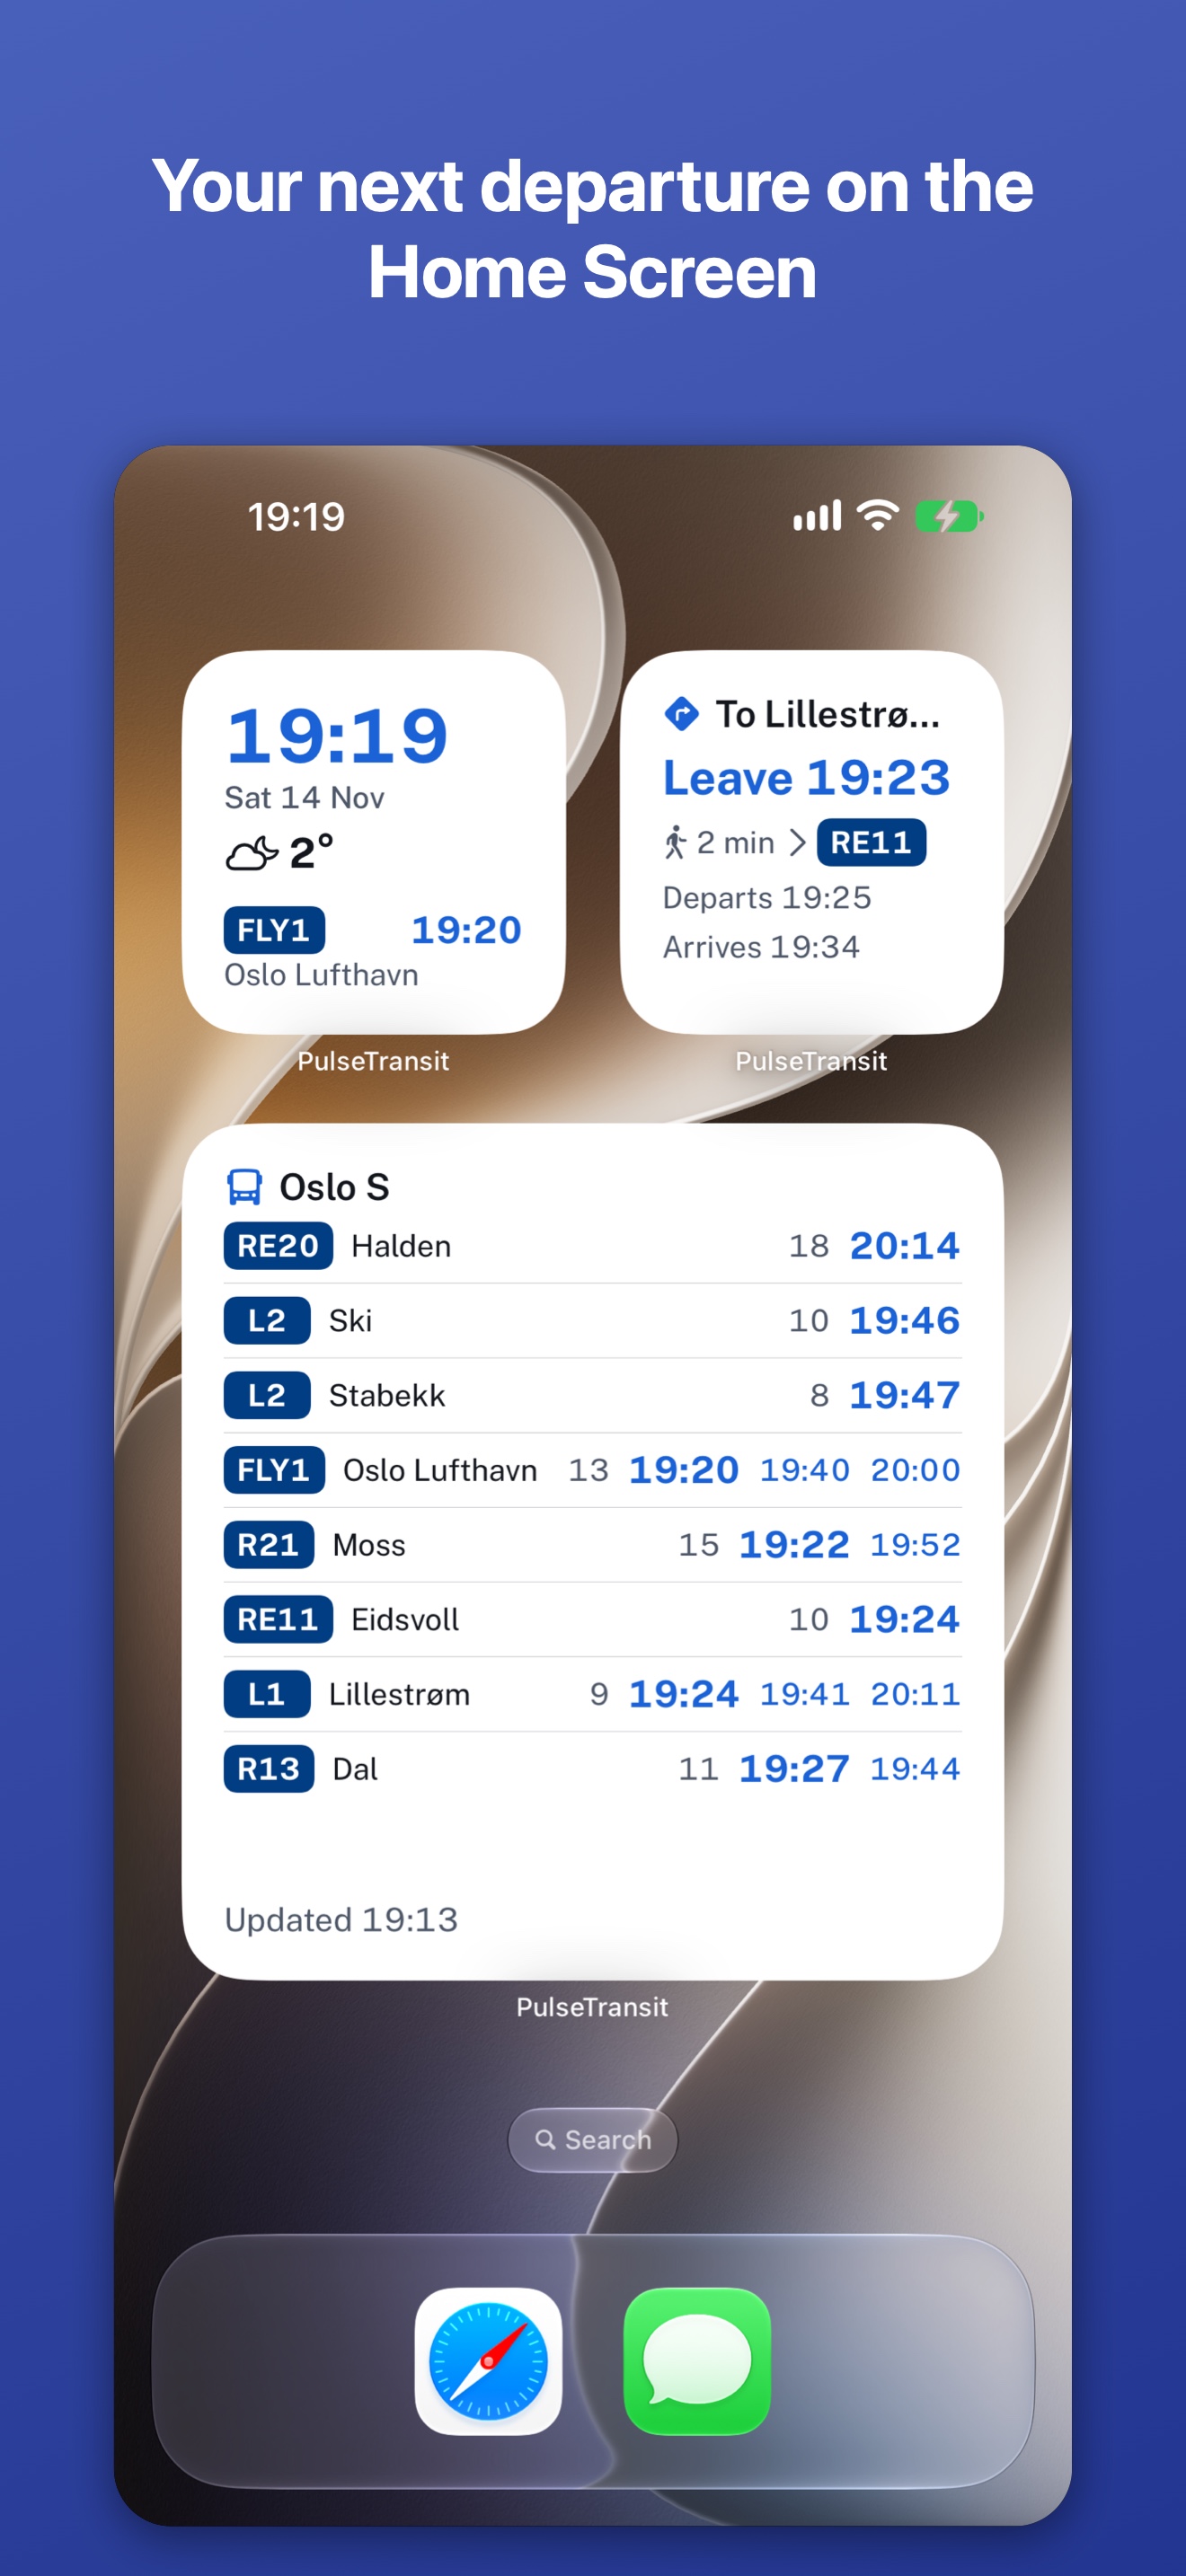 Your next departure on the
Home Screen
19:19
19:19
Sat 14 Nov
2°
FLY1 19:20
Oslo Lufthavn
PulseTransit
To Lillestrø...
Leave 19:23
2 min RE11
Departs 19:25
Arrives 19:34
PulseTransit
Oslo S
RE20 Halden 18 20:14
L2 Ski 10 19:46
L2 Stabekk 8 19:47
FLY1 Oslo Lufthavn 13 19:20 19:40 20:00
R21 Moss 15 19:22 19:52
RE11 Eidsvoll 10 19:24
L1 Lillestrøm 9 19:24 19:41 20:11
R13 Dal 11 19:27 19:44
Updated 19:13
PulseTransit
Search